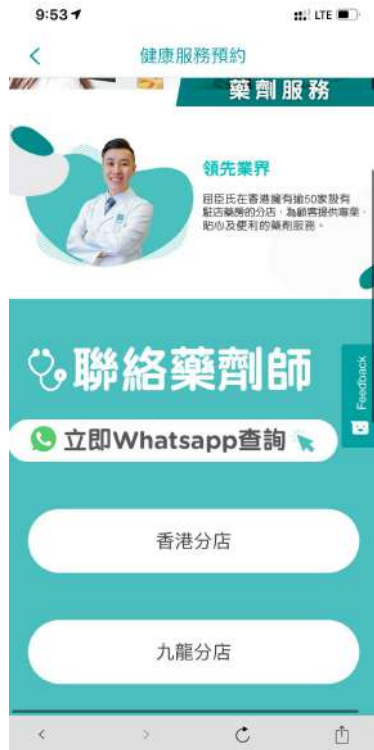 9:53
LTE
健康服務預約
藥劑服務
領先業界
屈臣氏在香港擁有逾50家設有
駐店藥房的分店，為顧客提供專業、
貼心及便利的藥劑服務。
聯絡藥劑師
Feedback
立即Whatsapp查詢
香港分店
九龍分店